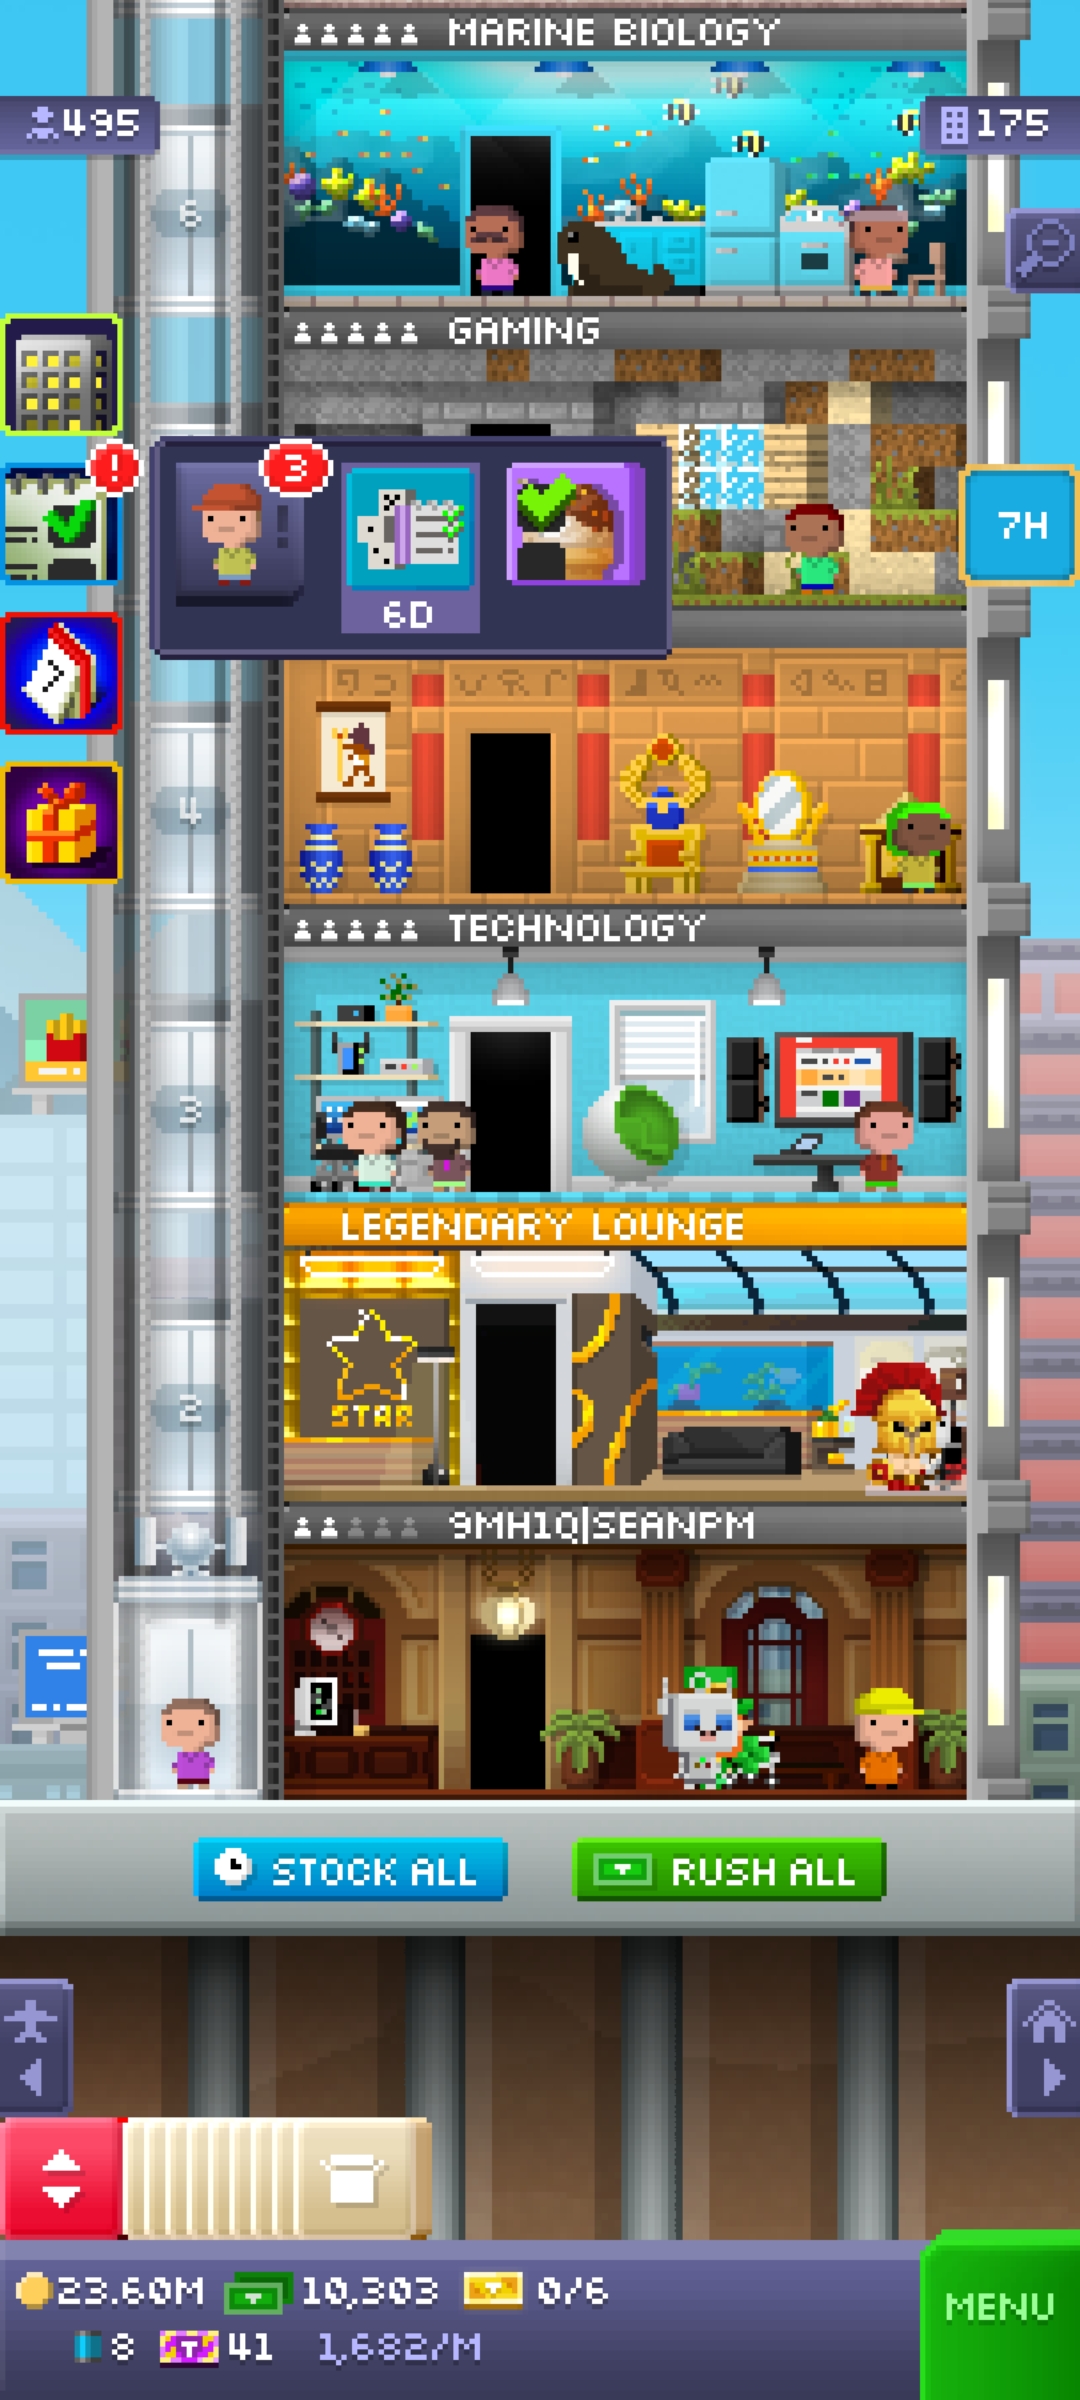 MARINE BIOLOGY
495
175
6
GAMING
!
3
7H
6D
7
4
TECHNOLOGY
3
LEGENDARY LOUNGE
2
STAR
9MH1Q|SEANPM
STOCK ALL
RUSH ALL
23.60M
10,303
0/6
MENU
8
41
1,682/M